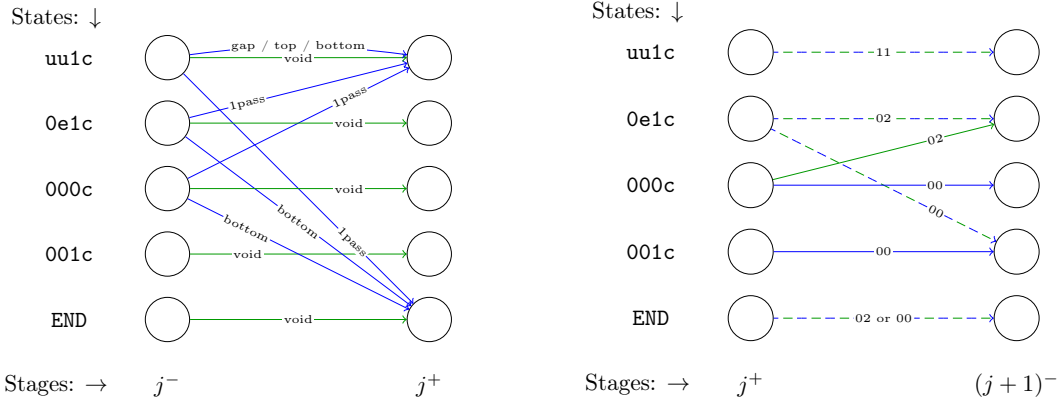 States: ↓
uu1c
0e1c
000c
001c
END
gap / top / bottom
void
1pass
1pass
void
void
bottom
bottom
1pass
void
void
Stages: → j⁻ j⁺
States: ↓
uu1c
0e1c
000c
001c
END
11
02
02
00
00
00
02 or 00
Stages: → j⁺ (j + 1)⁻